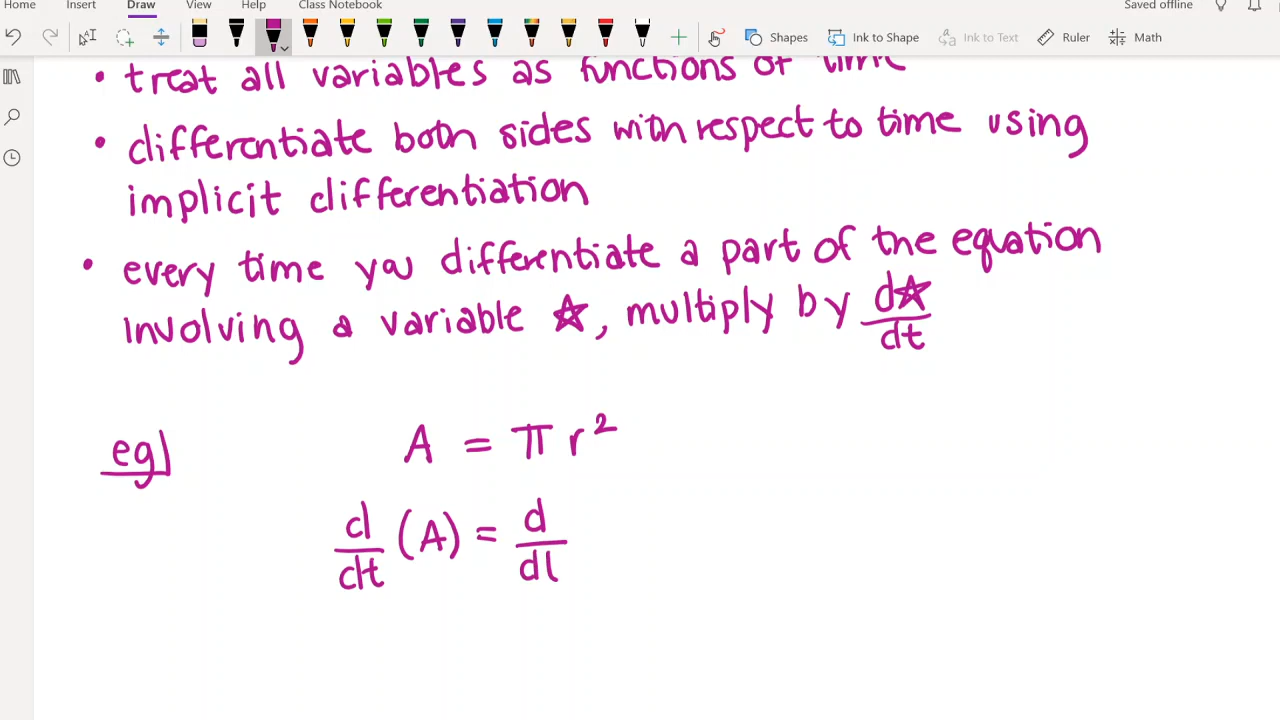 Home Insert Draw View Help Class Notebook Saved offline
Shapes Ink to Shape Ink to Text Ruler Math
• treat all variables as functions of time
• differentiate both sides with respect to time using
implicit differentiation
• every time you differentiate a part of the equation
involving a variable ☆, multiply by d☆/dt
eg) A = πr²
d/dt (A) = d/dl